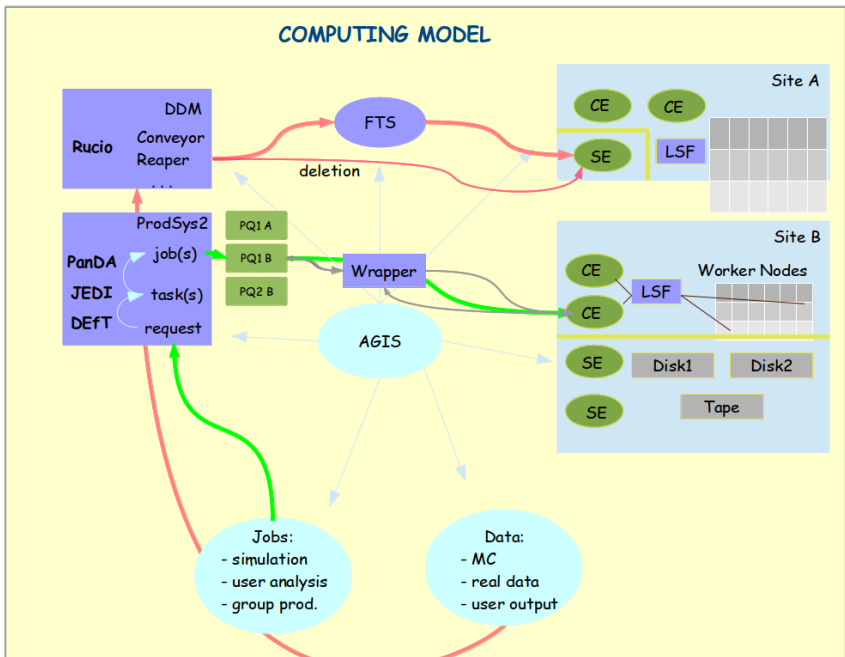 COMPUTING MODEL
DDM
Rucio
Conveyor
Reaper
...
FTS
deletion
Site A
CE
CE
SE
LSF
ProdSys2
PanDA
JEDI
DEfT
job(s)
task(s)
request
PQ1 A
PQ1 B
PQ2 B
Wrapper
AGIS
Site B
CE
CE
LSF
Worker Nodes
SE
SE
Disk1
Disk2
Tape
Jobs:
- simulation
- user analysis
- group prod.
Data:
- MC
- real data
- user output